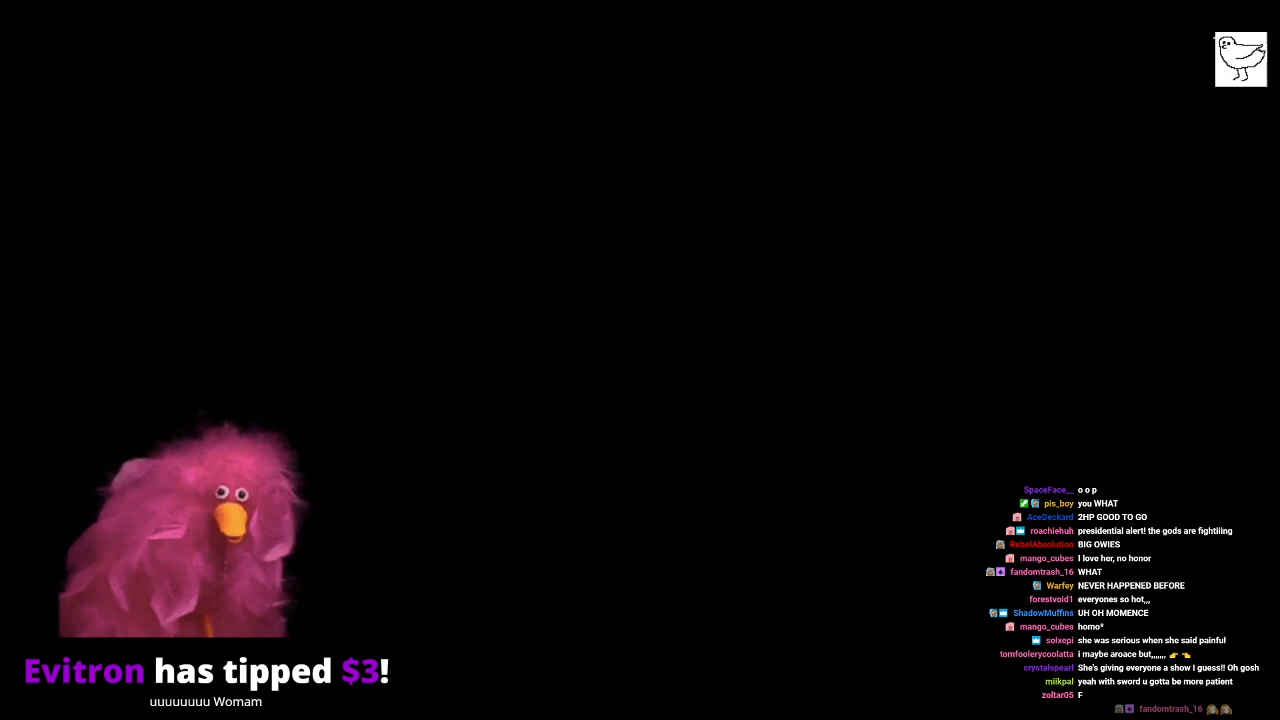 SpaceFace__ o o p
pis_boy you WHAT
AceDeckard 2HP GOOD TO GO
roachiehuh presidential alert! the gods are fightiiing
RebelAbsolution BIG OWIES
mango_cubes I love her, no honor
fandomtrash_16 WHAT
Warfey NEVER HAPPENED BEFORE
forestvoid1 everyones so hot,,,
ShadowMuffins UH OH MOMENCE
mango_cubes homo*
solxepi she was serious when she said painful
tomfoolerycoolatta i maybe aroace but,,,,,,, 👉 👈
crystalspearl She's giving everyone a show I guess!! Oh gosh
miikpal yeah with sword u gotta be more patient
zoltar05 F
fandomtrash_16
Evitron has tipped $3!
uuuuuuuu Womam